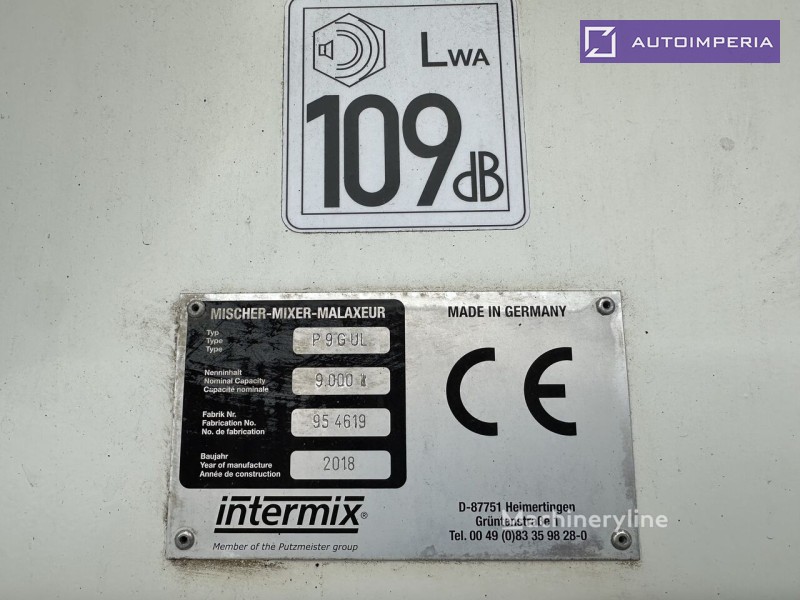 AUTOIMPERIA
LWA
109dB
MISCHER-MIXER-MALAXEUR
MADE IN GERMANY
Typ
Type
Type
P9GUL
Nenninhalt
Nominal Capacity
Capacité nominale
9.000 ℓ
Fabrik Nr.
Fabrication No.
No. de fabrication
95 4619
Baujahr
Year of manufacture
Année de construction
2018
CE
intermix®
Member of the Putzmeister group
D-87751 Heimertingen
Grüntenstraße
Tel. 00 49 (0)83 35 98 28-0
Machineryline